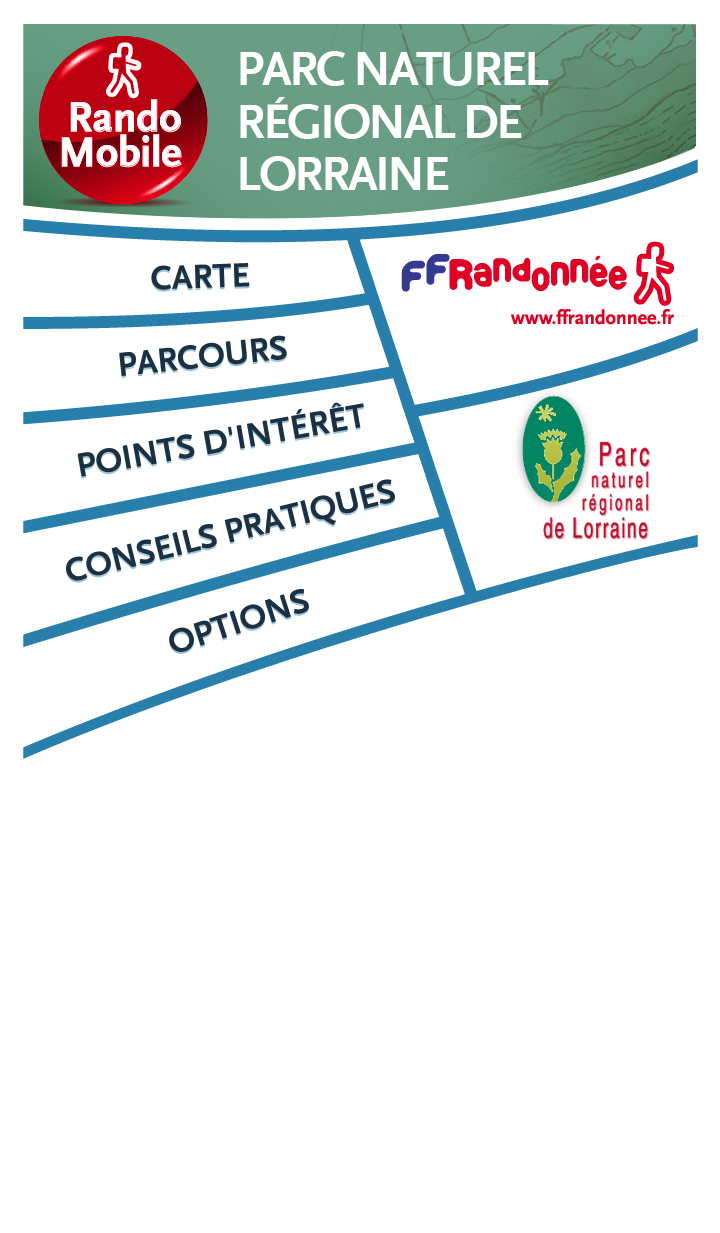 Rando
Mobile
PARC NATUREL
RÉGIONAL DE
LORRAINE
CARTE
PARCOURS
POINTS D'INTÉRÊT
CONSEILS PRATIQUES
OPTIONS
FFRandonnée
www.ffrandonnee.fr
Parc
naturel
régional
de Lorraine